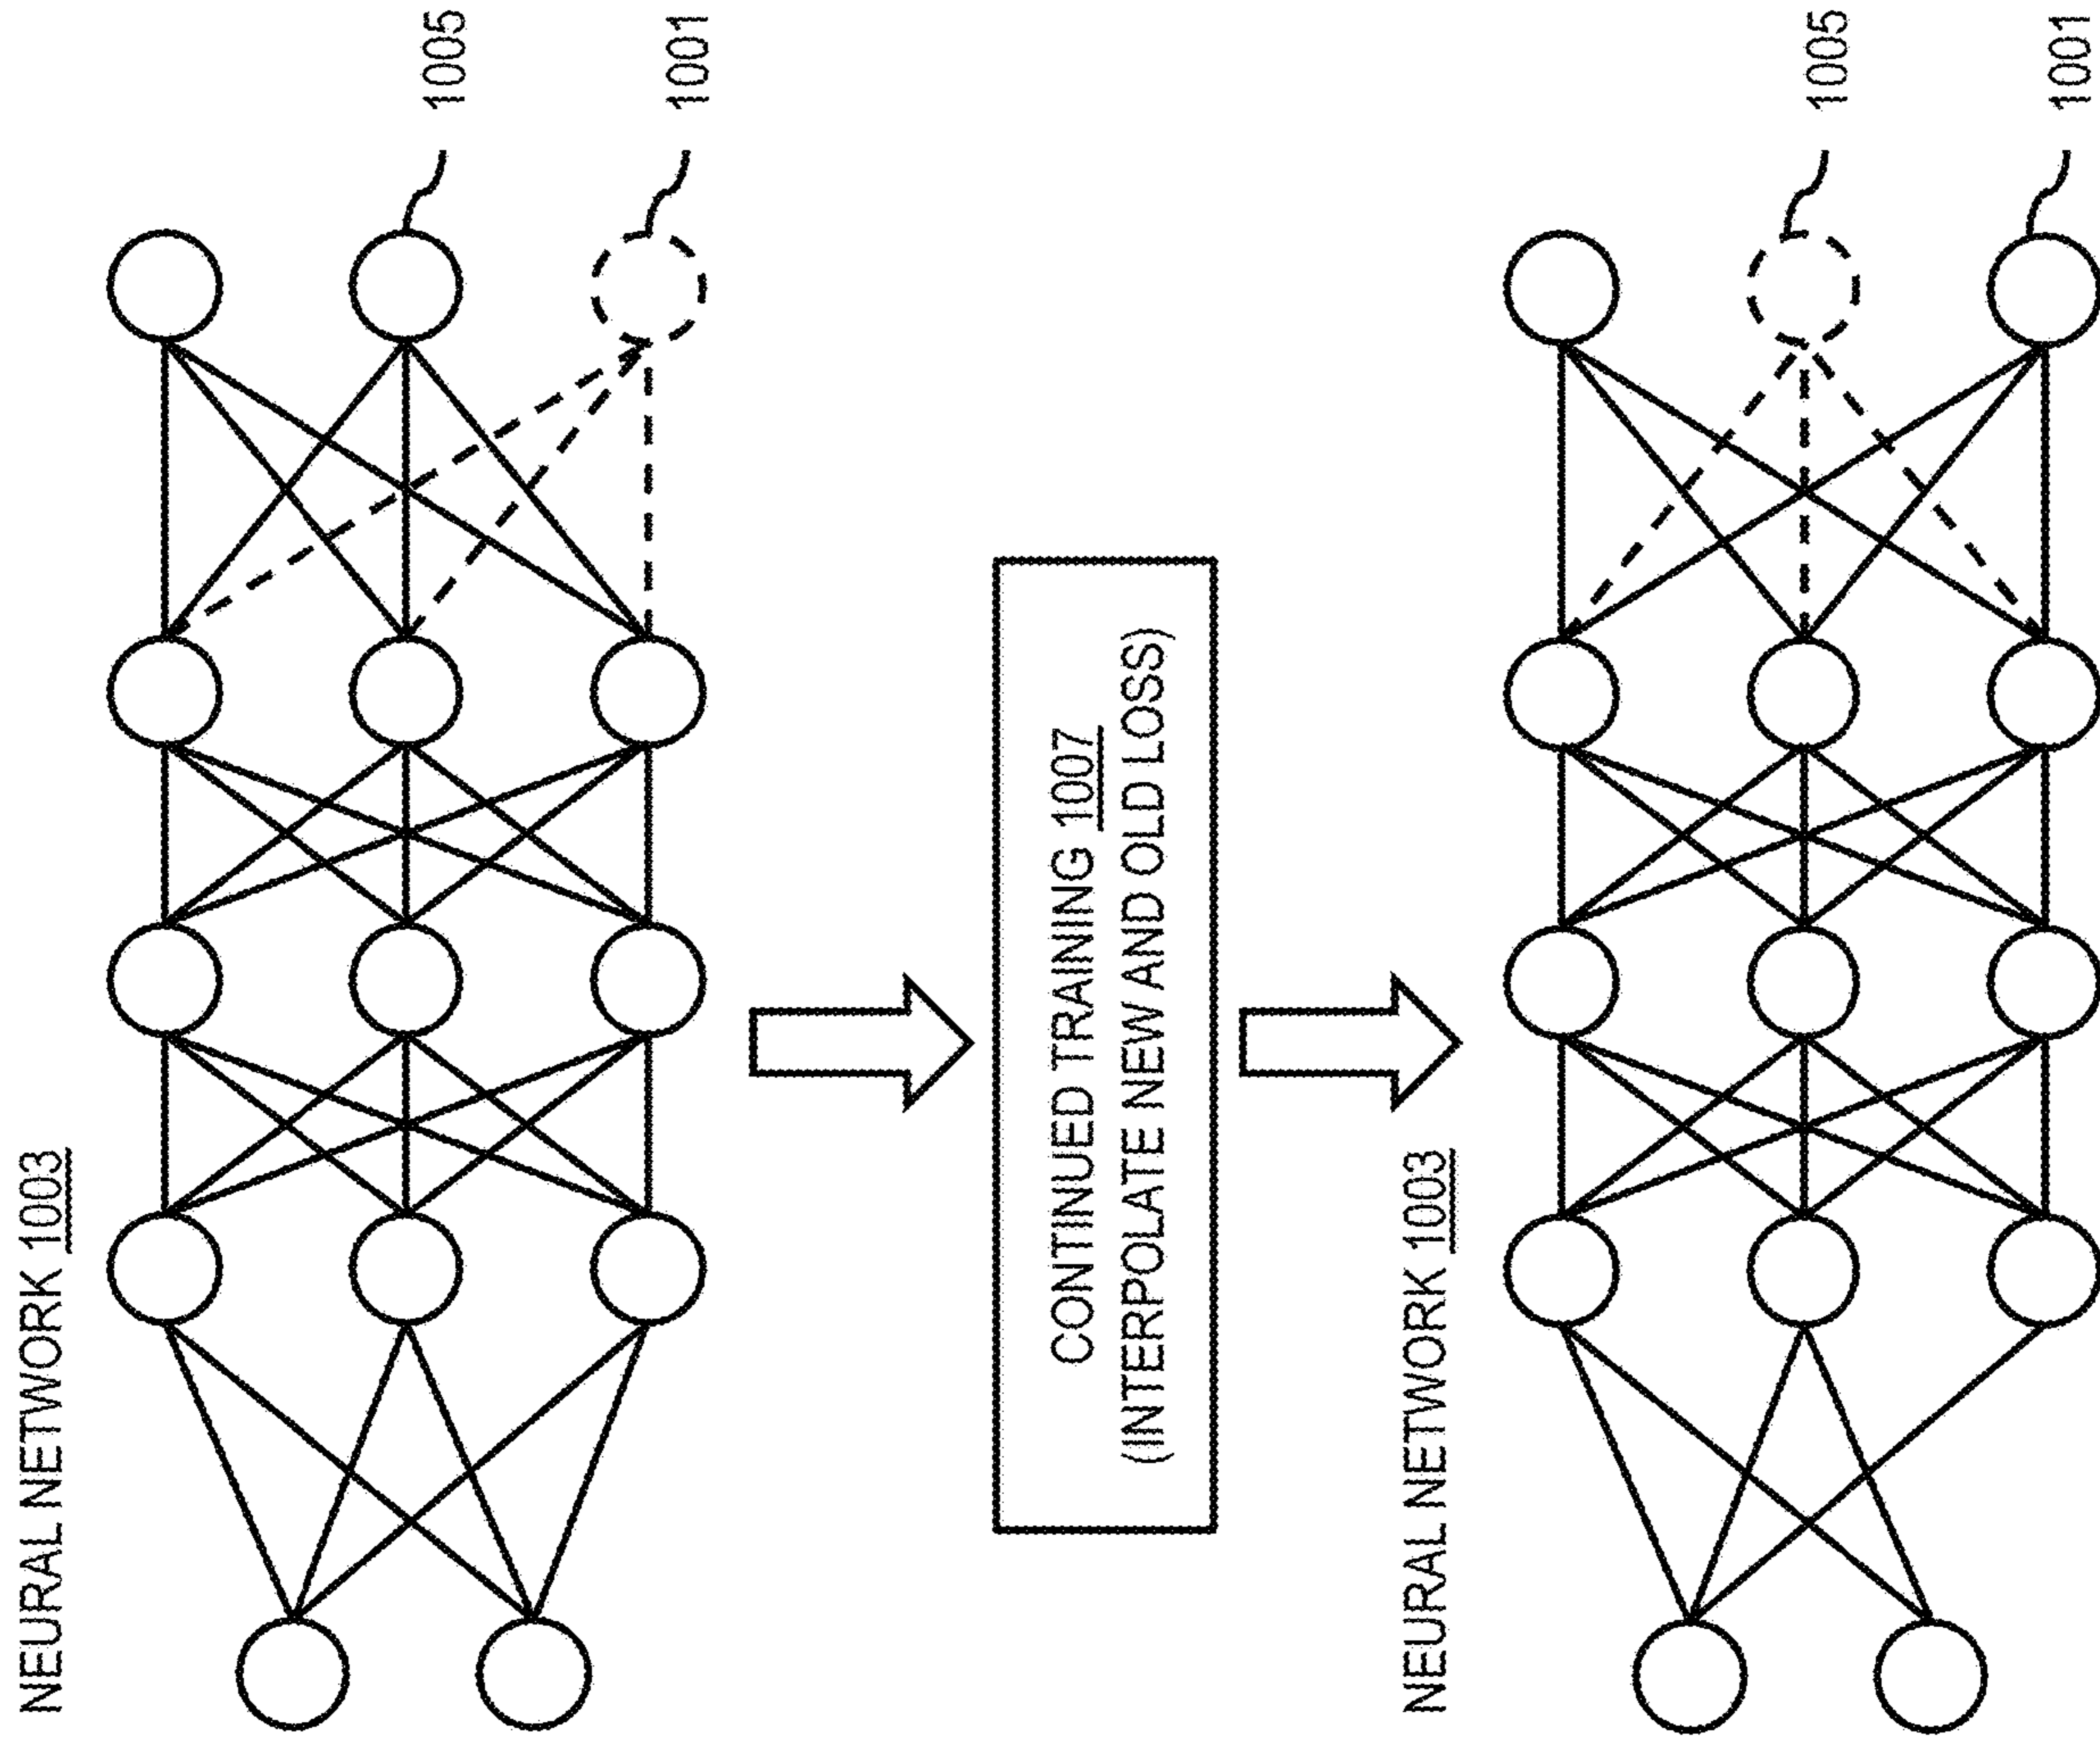 NEURAL NETWORK 1003
1005
1001
CONTINUED TRAINING 1007
(INTERPOLATE NEW AND OLD LOSS)
NEURAL NETWORK 1003
1005
1001